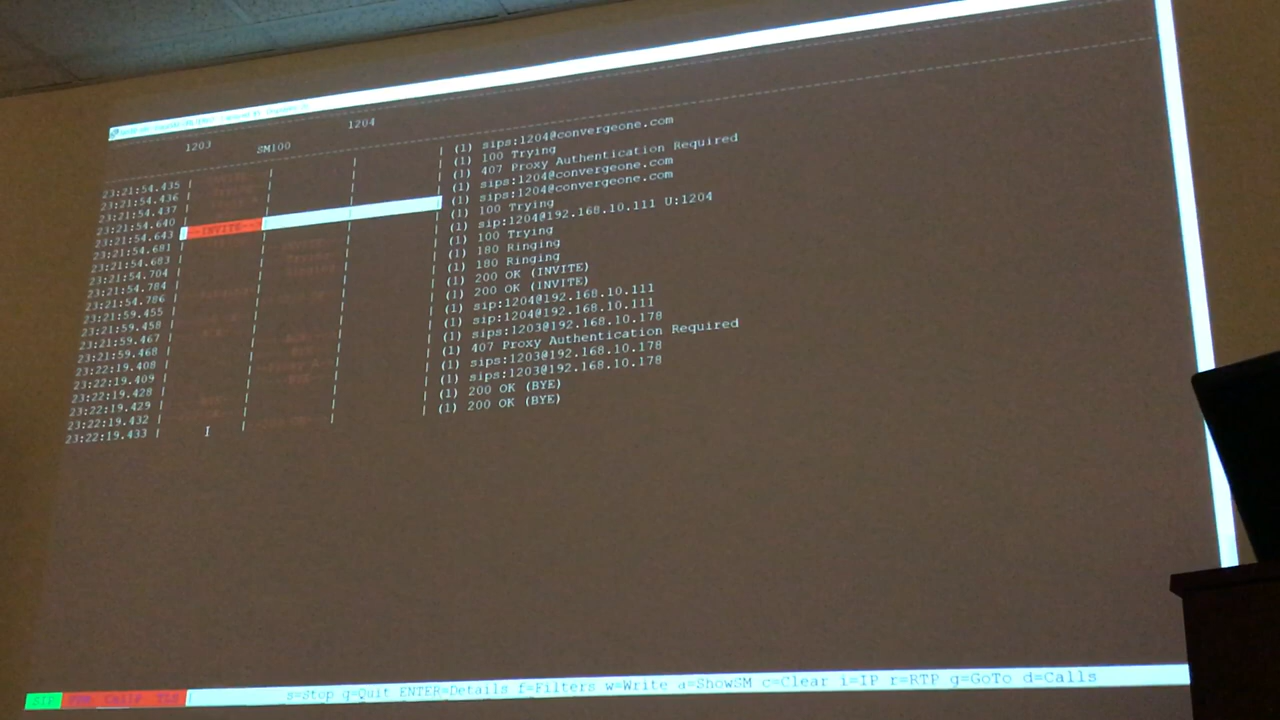 1203 SM100 1204
23:21:54.435 (1) sips:1204@convergeone.com
23:21:54.436 (1) 100 Trying
23:21:54.437 (1) 407 Proxy Authentication Required
23:21:54.640 (1) sips:1204@convergeone.com
23:21:54.643 --INVITE-- (1) sips:1204@convergeone.com
23:21:54.681 (1) 100 Trying
23:21:54.683 (1) sip:1204@192.168.10.111 U:1204
23:21:54.704 (1) 100 Trying
23:21:54.784 (1) 180 Ringing
23:21:54.786 (1) 180 Ringing
23:21:59.455 (1) 200 OK (INVITE)
23:21:59.458 (1) 200 OK (INVITE)
23:21:59.467 (1) sip:1204@192.168.10.111
23:21:59.468 (1) sip:1204@192.168.10.111
23:22:19.408 (1) sips:1203@192.168.10.178
23:22:19.409 (1) 407 Proxy Authentication Required
23:22:19.428 (1) sips:1203@192.168.10.178
23:22:19.429 (1) sips:1203@192.168.10.178
23:22:19.432 (1) 200 OK (BYE)
23:22:19.433 (1) 200 OK (BYE)
SIP TLS s=Stop q=Quit ENTER=Details f=Filters w=Write a=ShowSM c=Clear i=IP r=RTP g=GoTo d=Calls